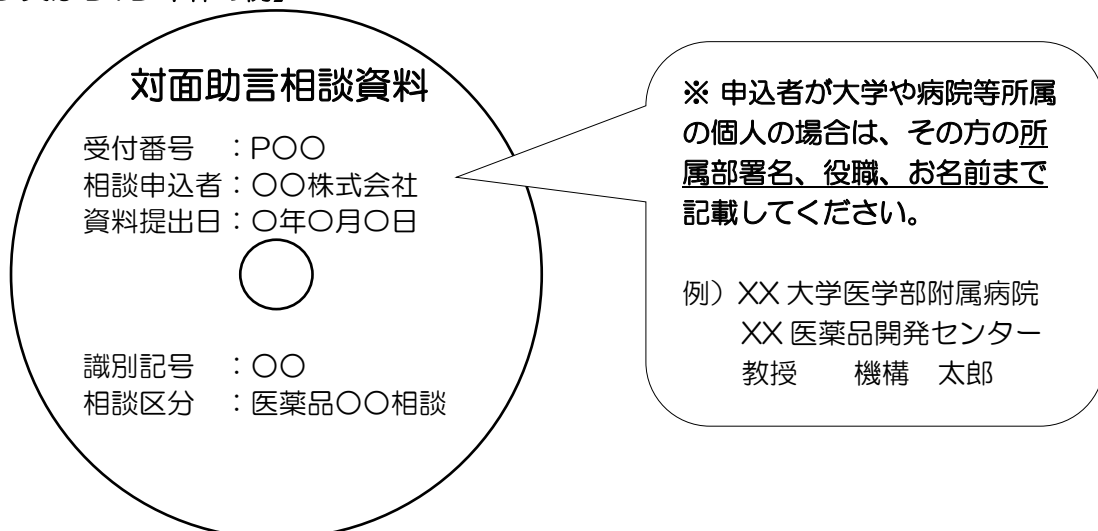 対面助言相談資料
受付番号 ：P○○
相談申込者：○○株式会社
資料提出日：○年○月○日
識別記号 ：○○
相談区分 ：医薬品○○相談
※ 申込者が大学や病院等所属
の個人の場合は、その方の所
属部署名、役職、お名前まで
記載してください。
例）XX 大学医学部附属病院
XX 医薬品開発センター
教授 機構 太郎